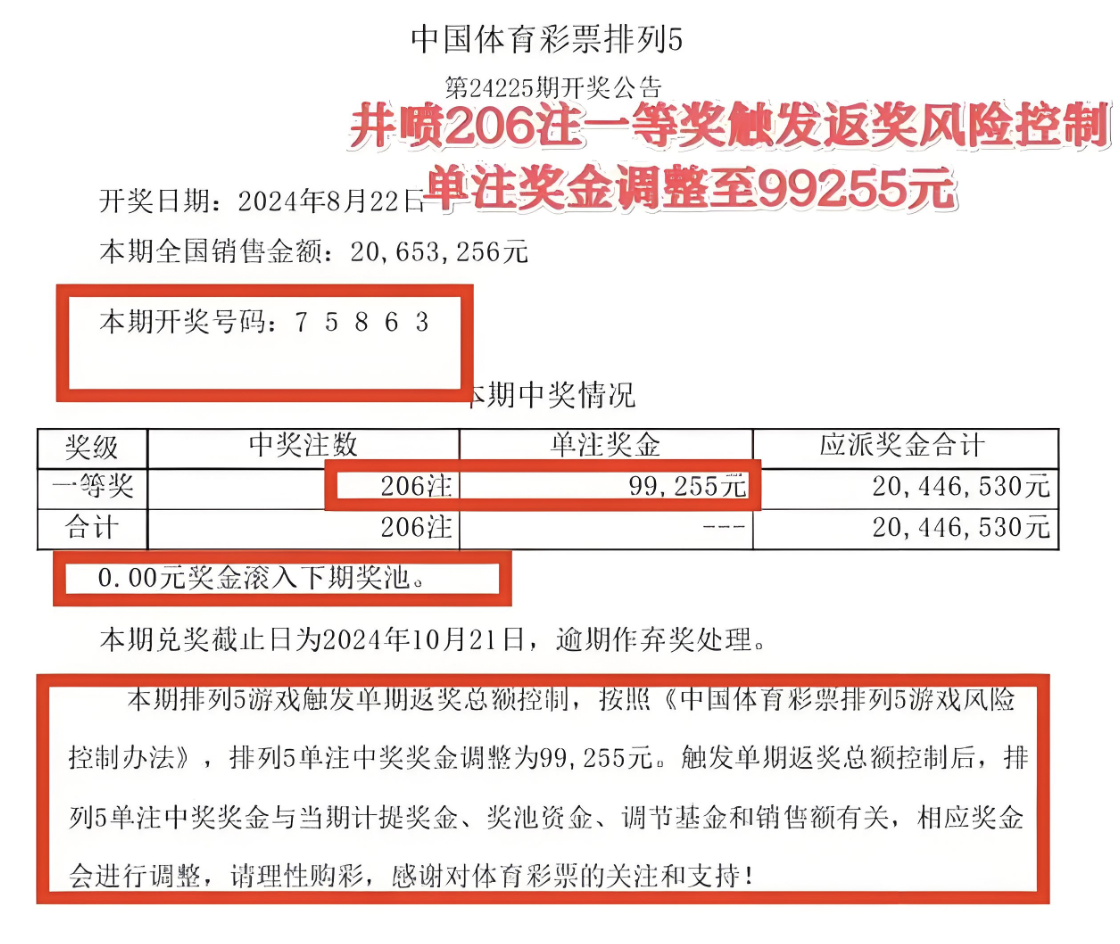 中国体育彩票排列5
第24225期开奖公告
井喷206注一等奖触发返奖风险控制
单注奖金调整至99255元
开奖日期：2024年8月22日
本期全国销售金额：20,653,256元
本期开奖号码：7 5 8 6 3
本期中奖情况
奖级 中奖注数 单注奖金 应派奖金合计
一等奖 206注 99,255元 20,446,530元
合计 206注 --- 20,446,530元
0.00元奖金滚入下期奖池。
本期兑奖截止日为2024年10月21日，逾期作弃奖处理。
本期排列5游戏触发单期返奖总额控制，按照《中国体育彩票排列5游戏风险
控制办法》，排列5单注中奖奖金调整为99,255元。触发单期返奖总额控制后，排
列5单注中奖奖金与当期计提奖金、奖池资金、调节基金和销售额有关，相应奖金
会进行调整，请理性购彩，感谢对体育彩票的关注和支持！